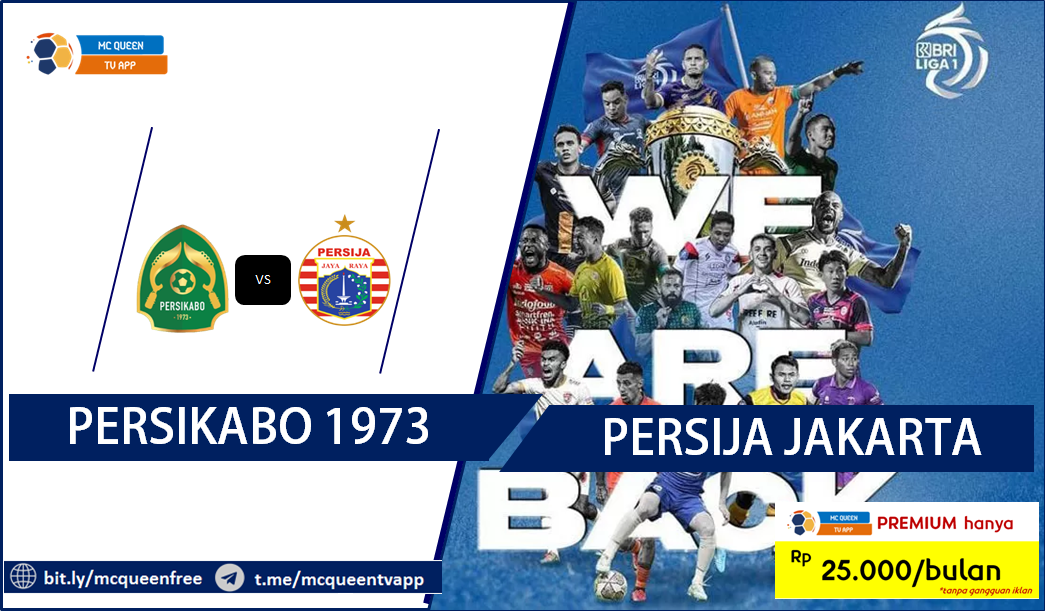 MC QUEEN
TV APP
BRI
LIGA 1
WE
ARE
BACK
PERSIKABO
-1973-
VS
PERSIJA
JAYA RAYA
PERSIKABO 1973
PERSIJA JAKARTA
bit.ly/mcqueenfree
t.me/mcqueentvapp
MC QUEEN
TV APP
PREMIUM hanya
Rp 25.000/bulan
*tanpa gangguan iklan